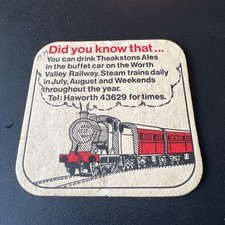 Did you know that...
You can drink Theakstons Ales
in the buffet car on the Worth
Valley Railway. Steam trains daily
in July, August and Weekends
throughout the year.
Tel: Haworth 43629 for times.